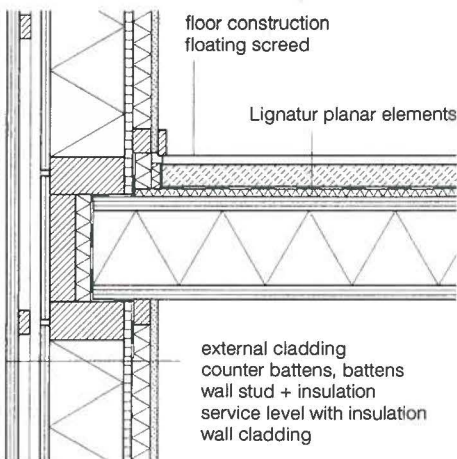 floor construction
floating screed
Lignatur planar elements
external cladding
counter battens, battens
wall stud + insulation
service level with insulation
wall cladding